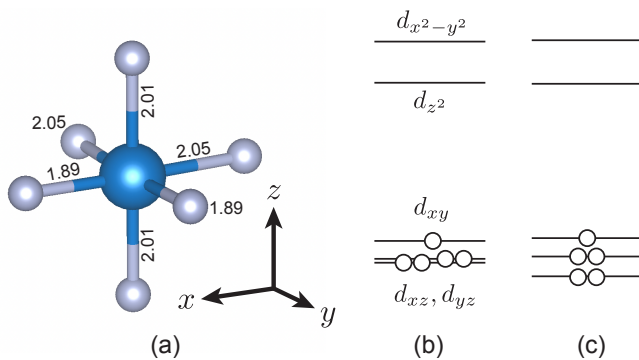 2.01
2.05
2.05
1.89
1.89
2.01
x
y
z
(a)
d_{x^2-y^2}
d_{z^2}
d_{xy}
d_{xz}, d_{yz}
(b)
(c)